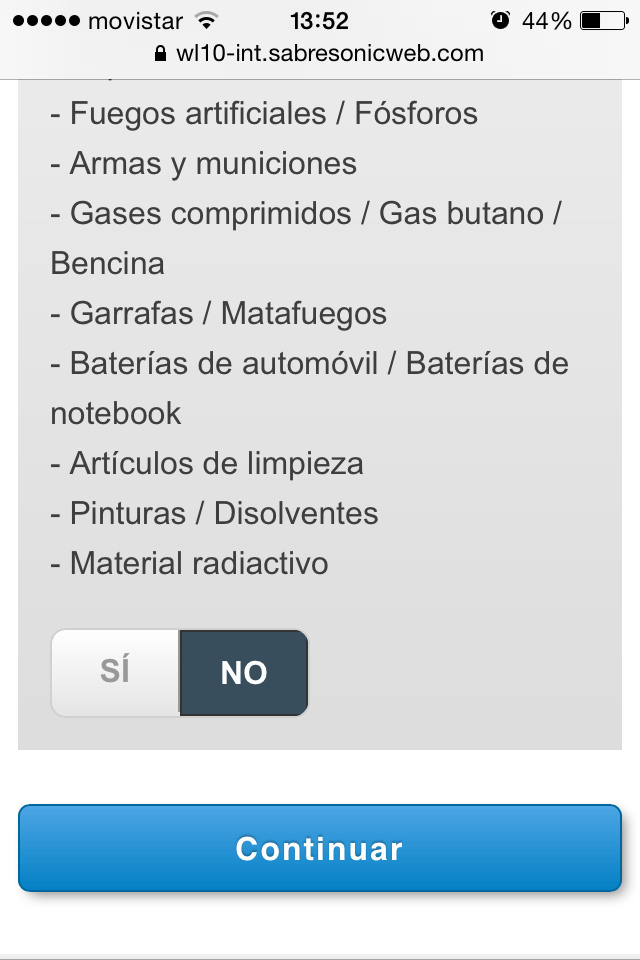 movistar 13:52 44%
wl10-int.sabresonicweb.com
- Fuegos artificiales / Fósforos
- Armas y municiones
- Gases comprimidos / Gas butano /
Bencina
- Garrafas / Matafuegos
- Baterías de automóvil / Baterías de
notebook
- Artículos de limpieza
- Pinturas / Disolventes
- Material radiactivo
SÍ NO
Continuar